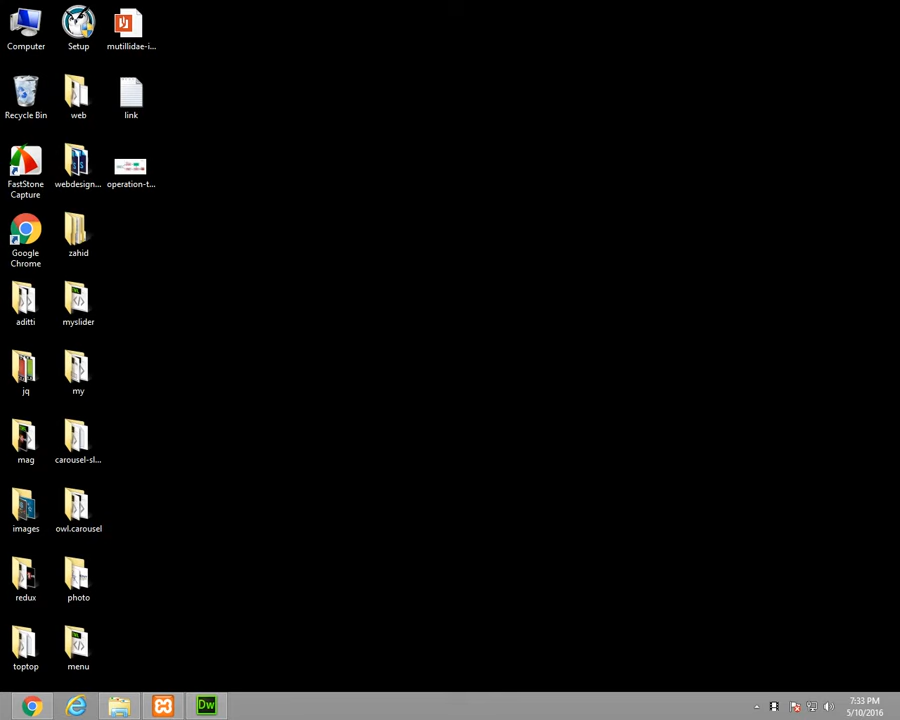 Computer
Setup
mutillidae-i...
Recycle Bin
web
link
FastStone
Capture
webdesign...
operation-t...
Google
Chrome
zahid
aditti
myslider
jq
my
mag
carousel-sl...
images
owl.carousel
redux
photo
toptop
menu
Dw
7:33 PM
5/10/2016